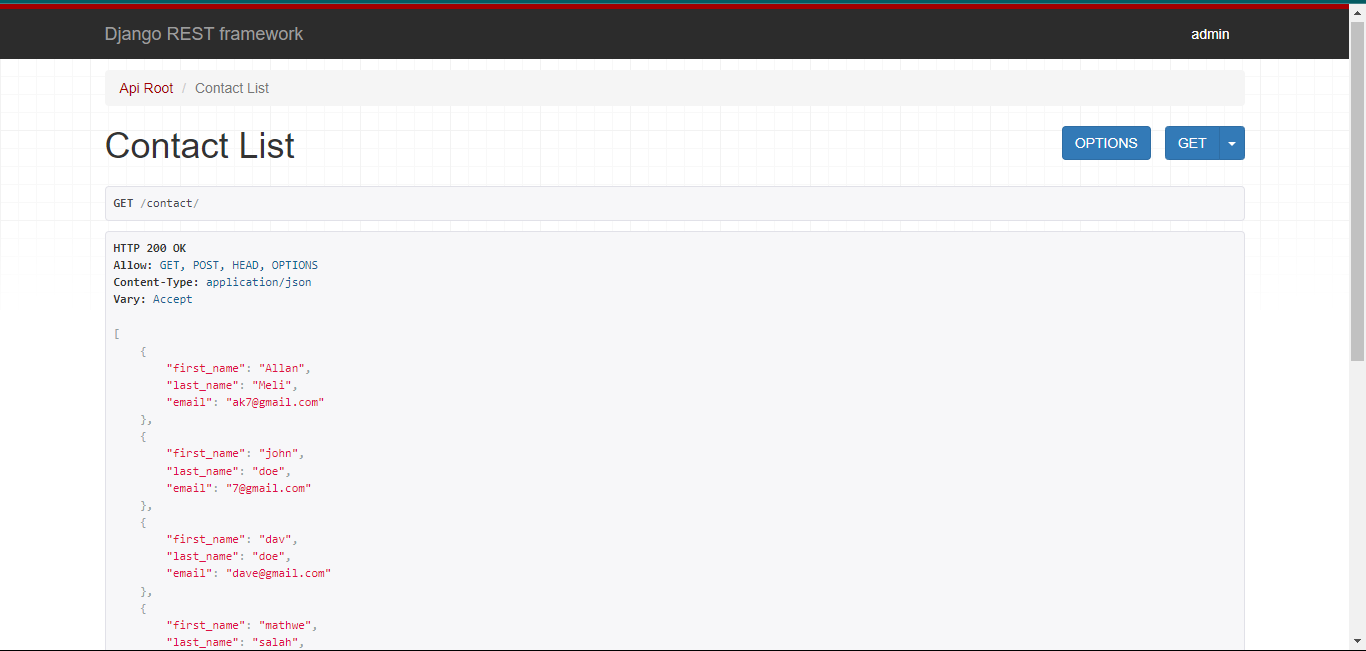 Django REST framework admin
Api Root / Contact List
Contact List OPTIONS GET
GET /contact/
HTTP 200 OK
Allow: GET, POST, HEAD, OPTIONS
Content-Type: application/json
Vary: Accept
[
    {
        "first_name": "Allan",
        "last_name": "Meli",
        "email": "ak7@gmail.com"
    },
    {
        "first_name": "john",
        "last_name": "doe",
        "email": "7@gmail.com"
    },
    {
        "first_name": "dav",
        "last_name": "doe",
        "email": "dave@gmail.com"
    },
    {
        "first_name": "mathwe",
        "last_name": "salah",